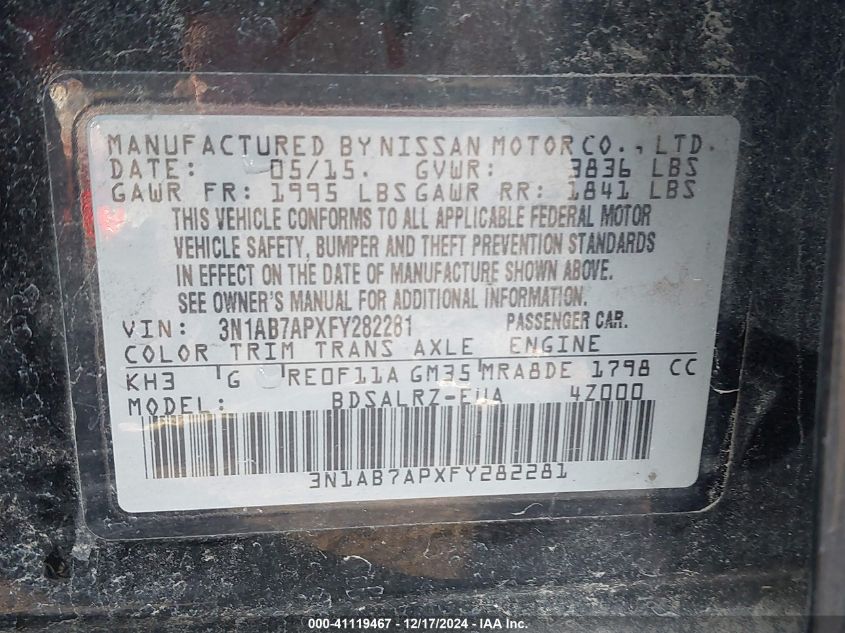 MANUFACTURED BY NISSAN MOTOR CO., LTD.
DATE: 05/15. GVWR: 3836 LBS
GAWR FR: 1995 LBS GAWR RR: 1841 LBS
THIS VEHICLE CONFORMS TO ALL APPLICABLE FEDERAL MOTOR
VEHICLE SAFETY, BUMPER AND THEFT PREVENTION STANDARDS
IN EFFECT ON THE DATE OF MANUFACTURE SHOWN ABOVE.
SEE OWNER'S MANUAL FOR ADDITIONAL INFORMATION.
VIN: 3N1AB7APXFY282281 PASSENGER CAR.
COLOR TRIM TRANS AXLE ENGINE
KH3 G RE0F11A GM35 MRA8DE 1798 CC
MODEL: 4Z000
3N1AB7APXFY282281
000-41119467 - 12/17/2024 - IAA Inc.